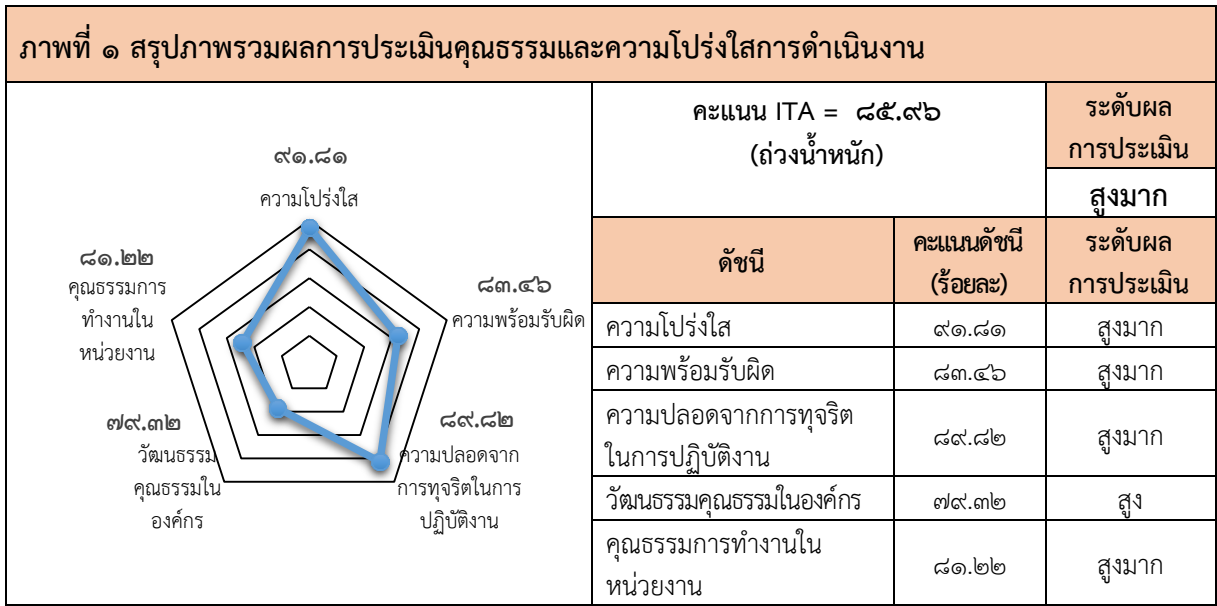 ภาพที่ ๑ สรุปภาพรวมผลการประเมินคุณธรรมและความโปร่งใสการดำเนินงาน
๙๑.๘๑
ความโปร่งใส
๘๓.๔๖
ความพร้อมรับผิด
๘๙.๘๒
ความปลอดจาก
การทุจริตในการ
ปฏิบัติงาน
๗๙.๓๒
วัฒนธรรม
คุณธรรมใน
องค์กร
๘๑.๒๒
คุณธรรมการ
ทำงานใน
หน่วยงาน
คะแนน ITA = ๘๕.๙๖
(ถ่วงน้ำหนัก)
ระดับผล
การประเมิน
สูงมาก
ดัชนี
คะแนนดัชนี
(ร้อยละ)
ระดับผล
การประเมิน
ความโปร่งใส ๙๑.๘๑ สูงมาก
ความพร้อมรับผิด ๘๓.๔๖ สูงมาก
ความปลอดจากการทุจริต
ในการปฏิบัติงาน
๘๙.๘๒ สูงมาก
วัฒนธรรมคุณธรรมในองค์กร ๗๙.๓๒ สูง
คุณธรรมการทำงานใน
หน่วยงาน
๘๑.๒๒ สูงมาก